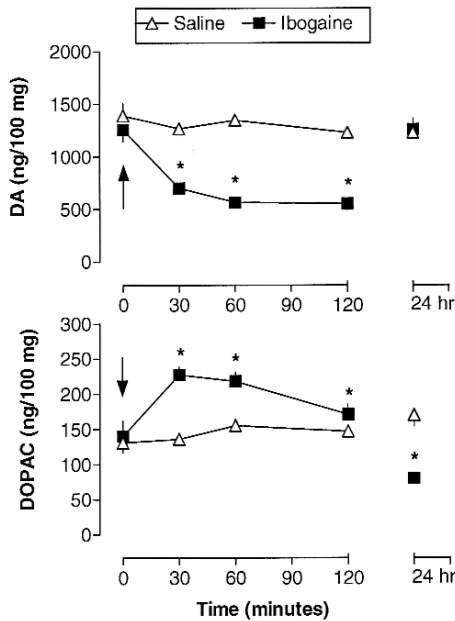 Saline Ibogaine
DA (ng/100 mg)
2000
1500
1000
500
0
* * *
0 30 60 90 120 24 hr
DOPAC (ng/100 mg)
300
250
200
150
100
50
0
* * * *
0 30 60 90 120 24 hr
Time (minutes)